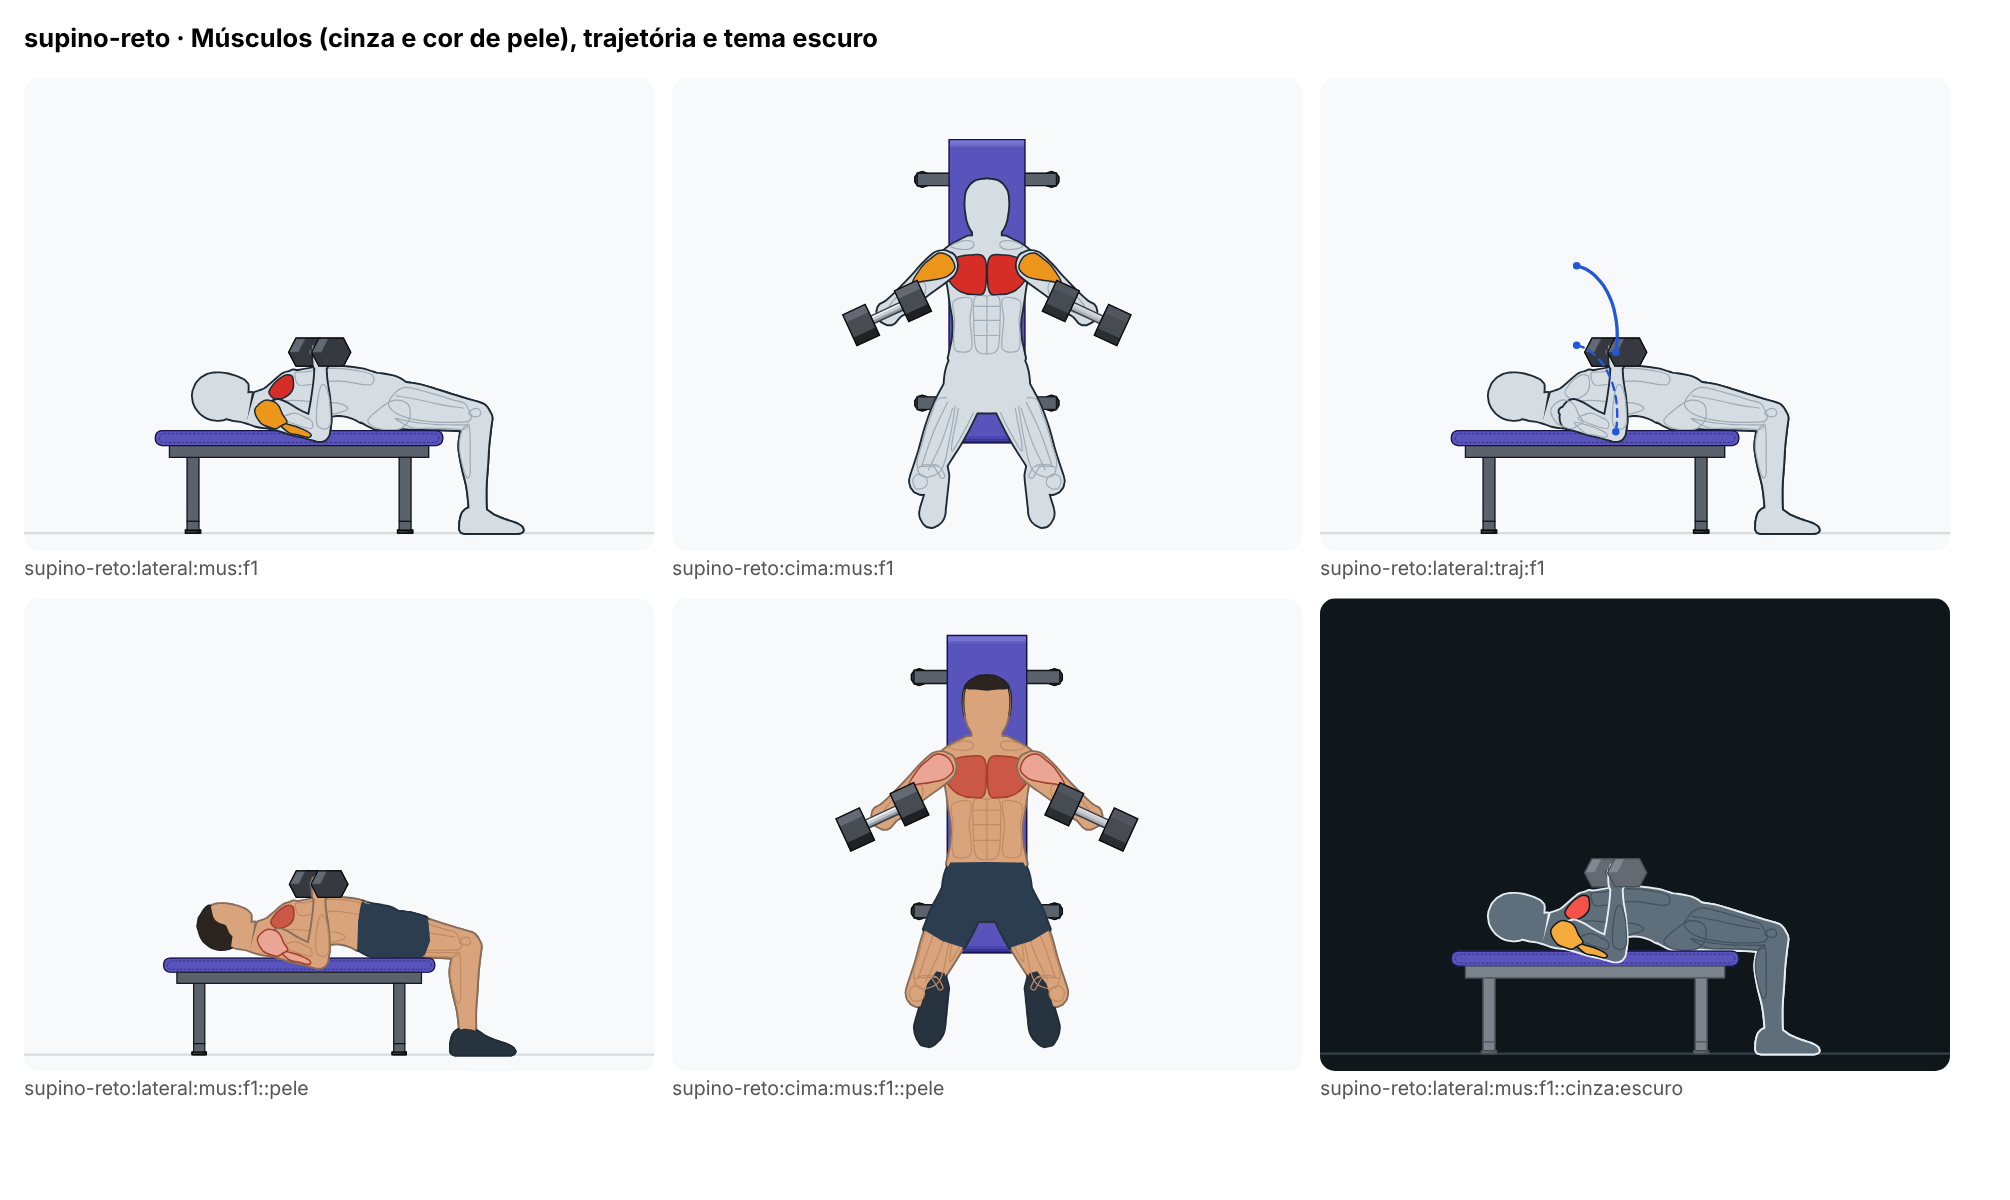 supino-reto · Músculos (cinza e cor de pele), trajetória e tema escuro
supino-reto:lateral:mus:f1
supino-reto:cima:mus:f1
supino-reto:lateral:traj:f1
supino-reto:lateral:mus:f1::pele
supino-reto:cima:mus:f1::pele
supino-reto:lateral:mus:f1::cinza:escuro